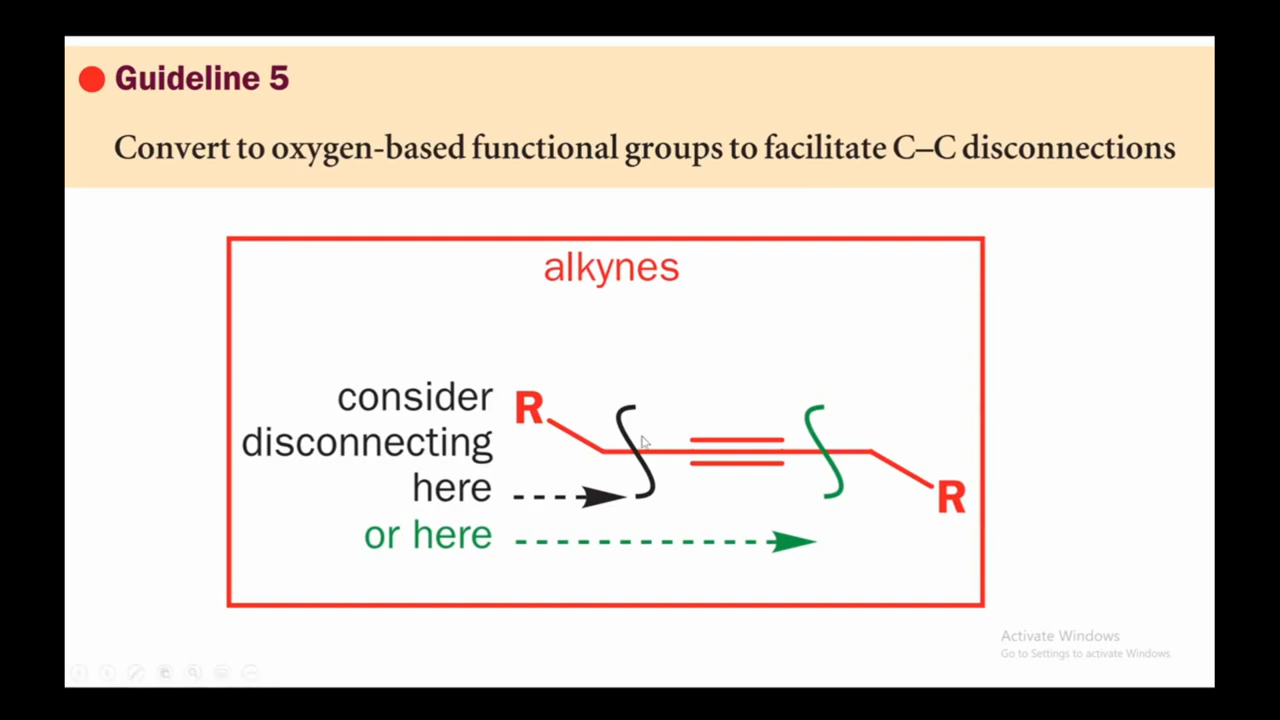 Guideline 5
Convert to oxygen-based functional groups to facilitate C–C disconnections
alkynes
consider
disconnecting
here
or here
R
R
Activate Windows
Go to Settings to activate Windows.